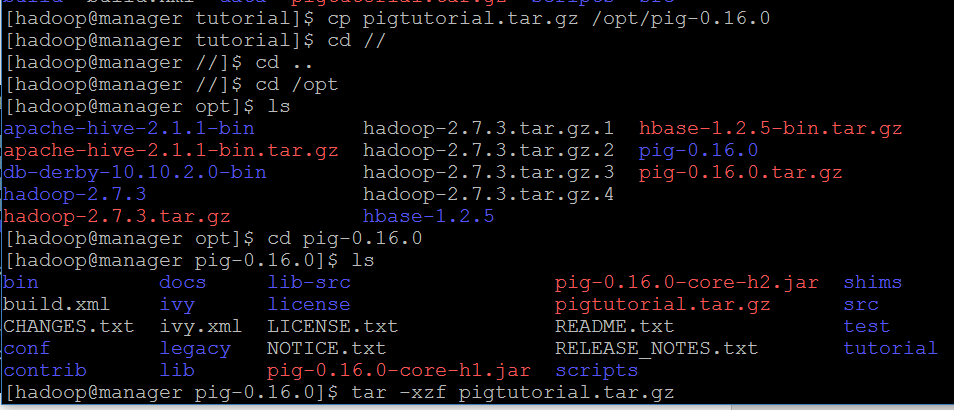 build build.xml data pigtutorial.tar.gz scripts src
[hadoop@manager tutorial]$ cp pigtutorial.tar.gz /opt/pig-0.16.0
[hadoop@manager tutorial]$ cd //
[hadoop@manager //]$ cd ..
[hadoop@manager //]$ cd /opt
[hadoop@manager opt]$ ls
apache-hive-2.1.1-bin hadoop-2.7.3.tar.gz.1 hbase-1.2.5-bin.tar.gz
apache-hive-2.1.1-bin.tar.gz hadoop-2.7.3.tar.gz.2 pig-0.16.0
db-derby-10.10.2.0-bin hadoop-2.7.3.tar.gz.3 pig-0.16.0.tar.gz
hadoop-2.7.3 hadoop-2.7.3.tar.gz.4
hadoop-2.7.3.tar.gz hbase-1.2.5
[hadoop@manager opt]$ cd pig-0.16.0
[hadoop@manager pig-0.16.0]$ ls
bin docs lib-src pig-0.16.0-core-h2.jar shims
build.xml ivy license pigtutorial.tar.gz src
CHANGES.txt ivy.xml LICENSE.txt README.txt test
conf legacy NOTICE.txt RELEASE_NOTES.txt tutorial
contrib lib pig-0.16.0-core-h1.jar scripts
[hadoop@manager pig-0.16.0]$ tar -xzf pigtutorial.tar.gz